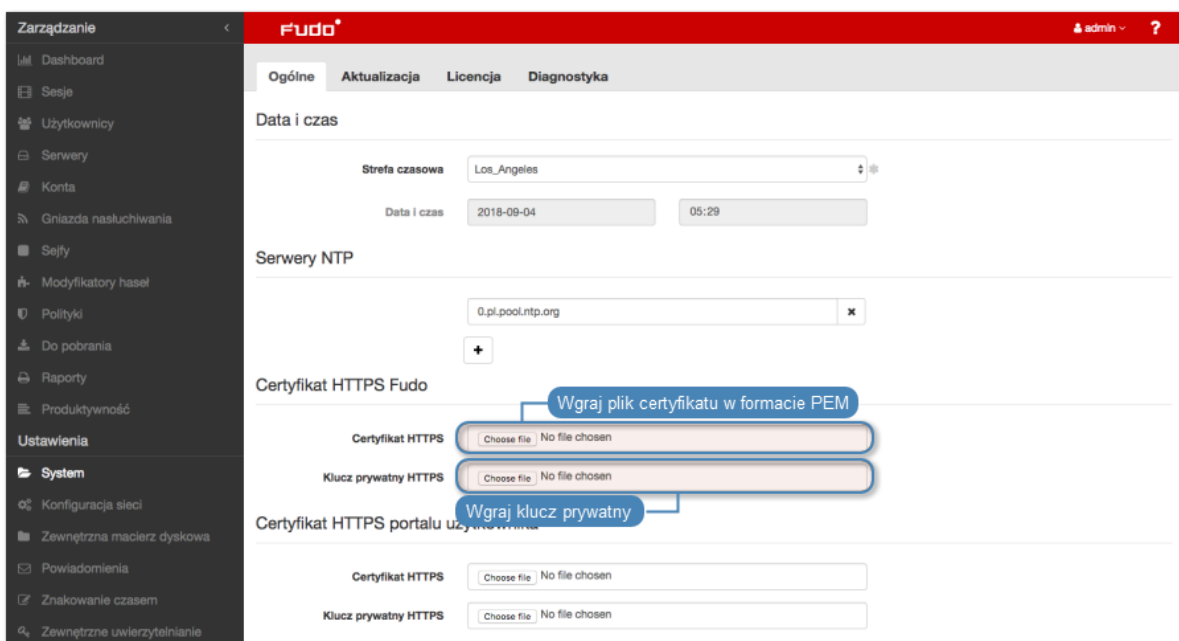 Zarządzanie
Dashboard
Sesje
Użytkownicy
Serwery
Konta
Gniazda nasłuchiwania
Sejfy
Modyfikatory haseł
Polityki
Do pobrania
Raporty
Produktywność
Ustawienia
System
Konfiguracja sieci
Zewnętrzna macierz dyskowa
Powiadomienia
Znakowanie czasem
Zewnętrzne uwierzytelnianie
FUDO
admin
?
Ogólne Aktualizacja Licencja Diagnostyka
Data i czas
Strefa czasowa Los_Angeles
Data i czas 2018-09-04 05:29
Serwery NTP
0.pl.pool.ntp.org
Certyfikat HTTPS Fudo
Wgraj plik certyfikatu w formacie PEM
Certyfikat HTTPS Choose file No file chosen
Klucz prywatny HTTPS Choose file No file chosen
Wgraj klucz prywatny
Certyfikat HTTPS portalu użytkownika
Certyfikat HTTPS Choose file No file chosen
Klucz prywatny HTTPS Choose file No file chosen